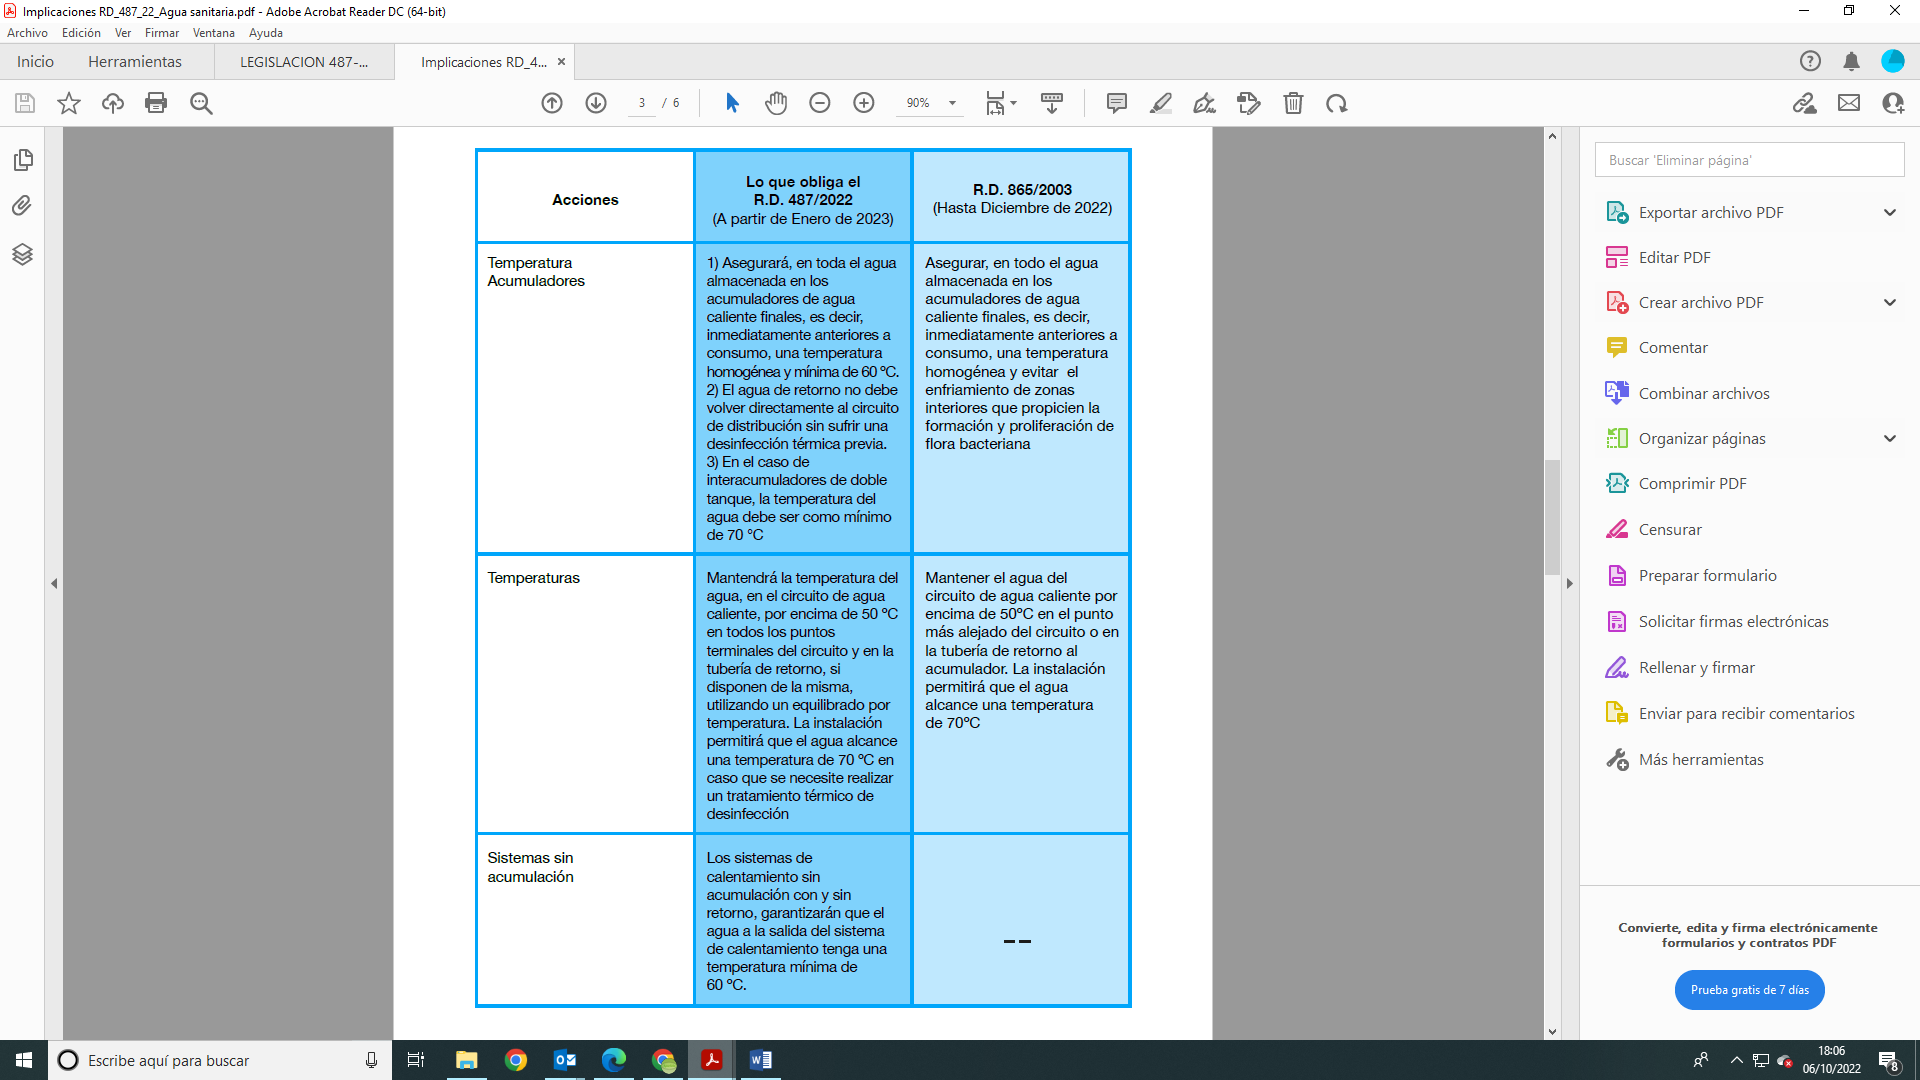 Implicaciones RD_487_22_Agua sanitaria.pdf - Adobe Acrobat Reader DC (64-bit)
Archivo Edición Ver Firmar Ventana Ayuda
Inicio Herramientas LEGISLACION 487-... Implicaciones RD_4... ×
3 / 6 90%
Acciones
Lo que obliga el
R.D. 487/2022
(A partir de Enero de 2023)
R.D. 865/2003
(Hasta Diciembre de 2022)
Temperatura
Acumuladores
1) Asegurará, en toda el agua
almacenada en los
acumuladores de agua
caliente finales, es decir,
inmediatamente anteriores a
consumo, una temperatura
homogénea y mínima de 60 ºC.
2) El agua de retorno no debe
volver directamente al circuito
de distribución sin sufrir una
desinfección térmica previa.
3) En el caso de
interacumuladores de doble
tanque, la temperatura del
agua debe ser como mínimo
de 70 °C
Asegurar, en todo el agua
almacenada en los
acumuladores de agua
caliente finales, es decir,
inmediatamente anteriores a
consumo, una temperatura
homogénea y evitar el
enfriamiento de zonas
interiores que propicien la
formación y proliferación de
flora bacteriana
Temperaturas
Mantendrá la temperatura del
agua, en el circuito de agua
caliente, por encima de 50 ºC
en todos los puntos
terminales del circuito y en la
tubería de retorno, si
disponen de la misma,
utilizando un equilibrado por
temperatura. La instalación
permitirá que el agua alcance
una temperatura de 70 ºC en
caso que se necesite realizar
un tratamiento térmico de
desinfección
Mantener el agua del
circuito de agua caliente por
encima de 50ºC en el punto
más alejado del circuito o en
la tubería de retorno al
acumulador. La instalación
permitirá que el agua
alcance una temperatura
de 70ºC
Sistemas sin
acumulación
Los sistemas de
calentamiento sin
acumulación con y sin
retorno, garantizarán que el
agua a la salida del sistema
de calentamiento tenga una
temperatura mínima de
60 ºC.
--
Buscar 'Eliminar página'
Exportar archivo PDF
Editar PDF
Crear archivo PDF
Comentar
Combinar archivos
Organizar páginas
Comprimir PDF
Censurar
Preparar formulario
Solicitar firmas electrónicas
Rellenar y firmar
Enviar para recibir comentarios
Más herramientas
Convierte, edita y firma electrónicamente
formularios y contratos PDF
Prueba gratis de 7 días
Escribe aquí para buscar
18:06
06/10/2022
8